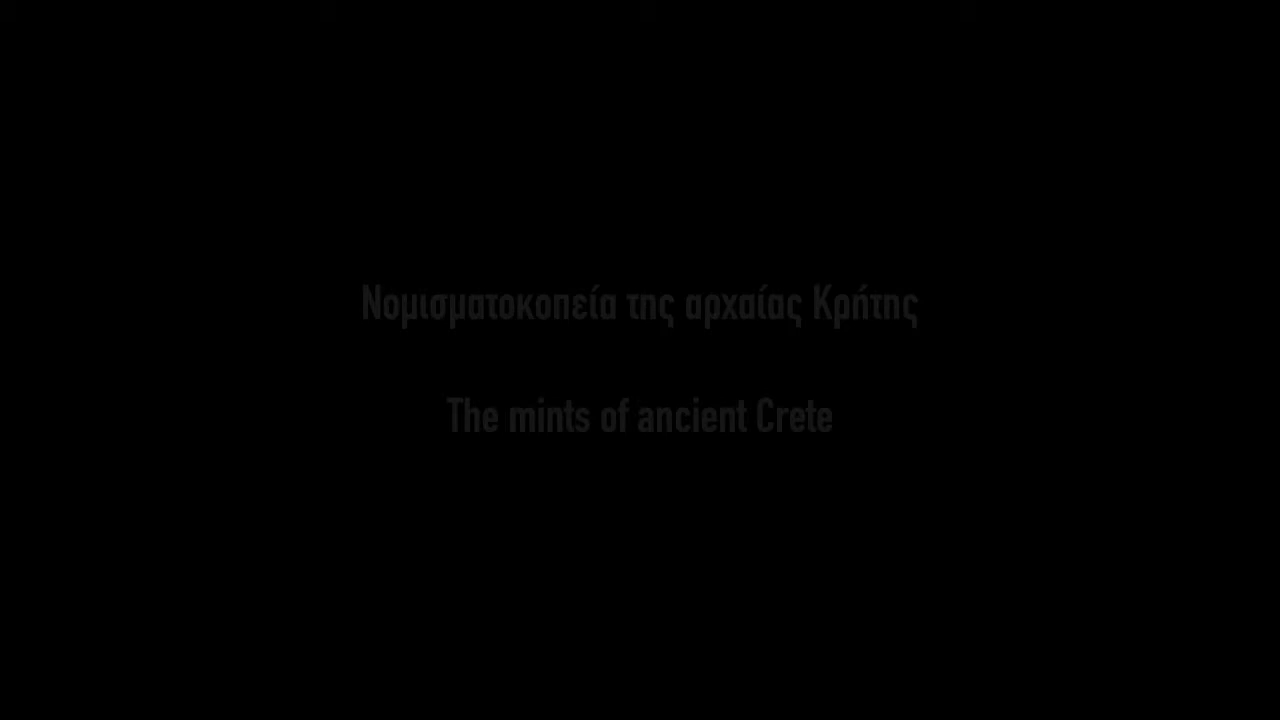 Νομισματοκοπεία της αρχαίας Κρήτης
The mints of ancient Crete